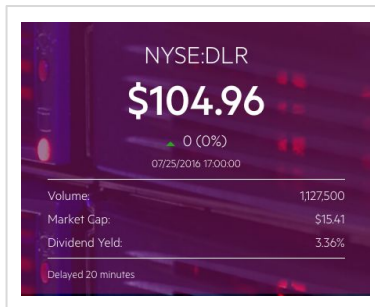 NYSE:DLR
$104.96
0 (0%)
07/25/2016 17:00:00
Volume: 1,127,500
Market Cap: $15.41
Dividend Yeld: 3.36%
Delayed 20 minutes